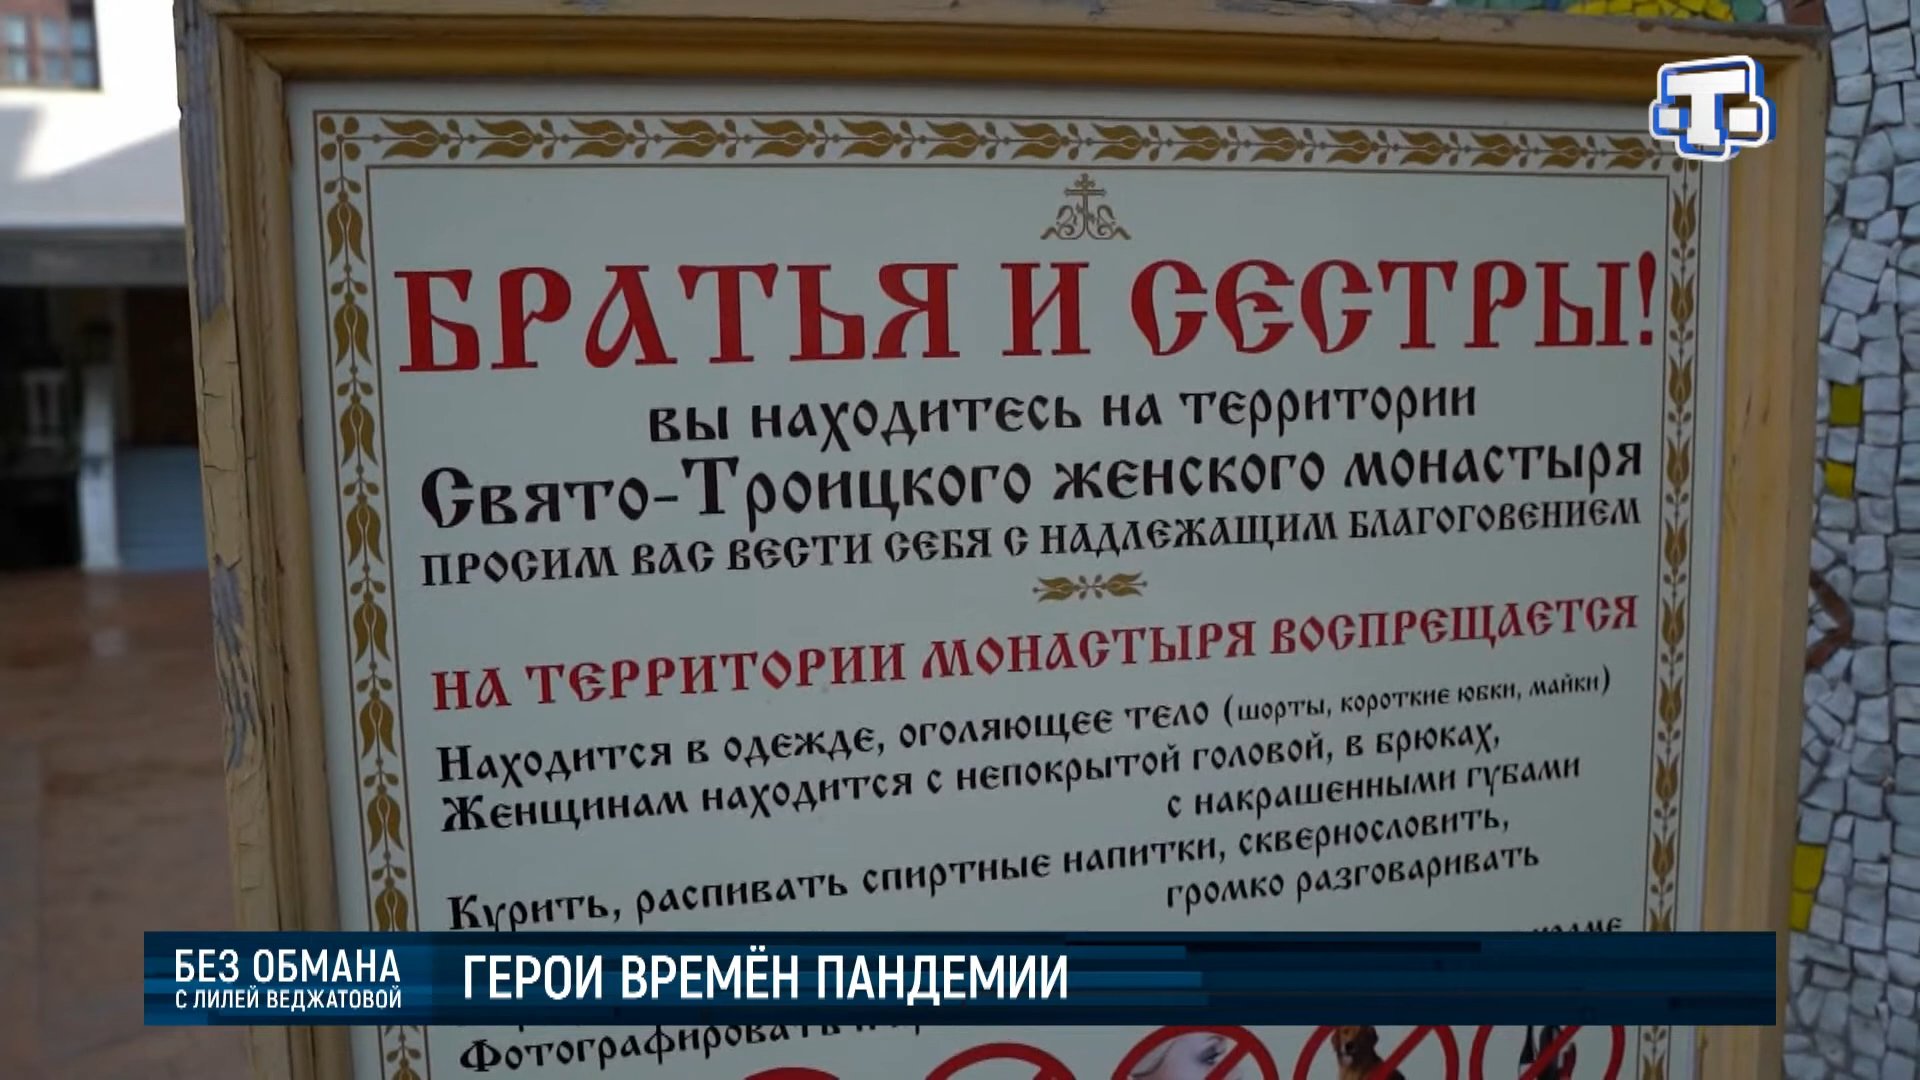 БРАТЬЯ И СЕСТРЫ!
вы находитесь на территории
Свято-Троицкого женского монастыря
просим вас вести себя с надлежащим благоговением
на территории монастыря воспрещается
Находится в одежде, оголяющее тело (шорты, короткие юбки, майки)
Женщинам находится с непокрытой головой, в брюках,
с накрашенными губами
Курить, распивать спиртные напитки, сквернословить,
громко разговаривать
Фотографировать
БЕЗ ОБМАНА
С ЛИЛЕЙ ВЕДЖАТОВОЙ
ГЕРОИ ВРЕМЁН ПАНДЕМИИ
Т